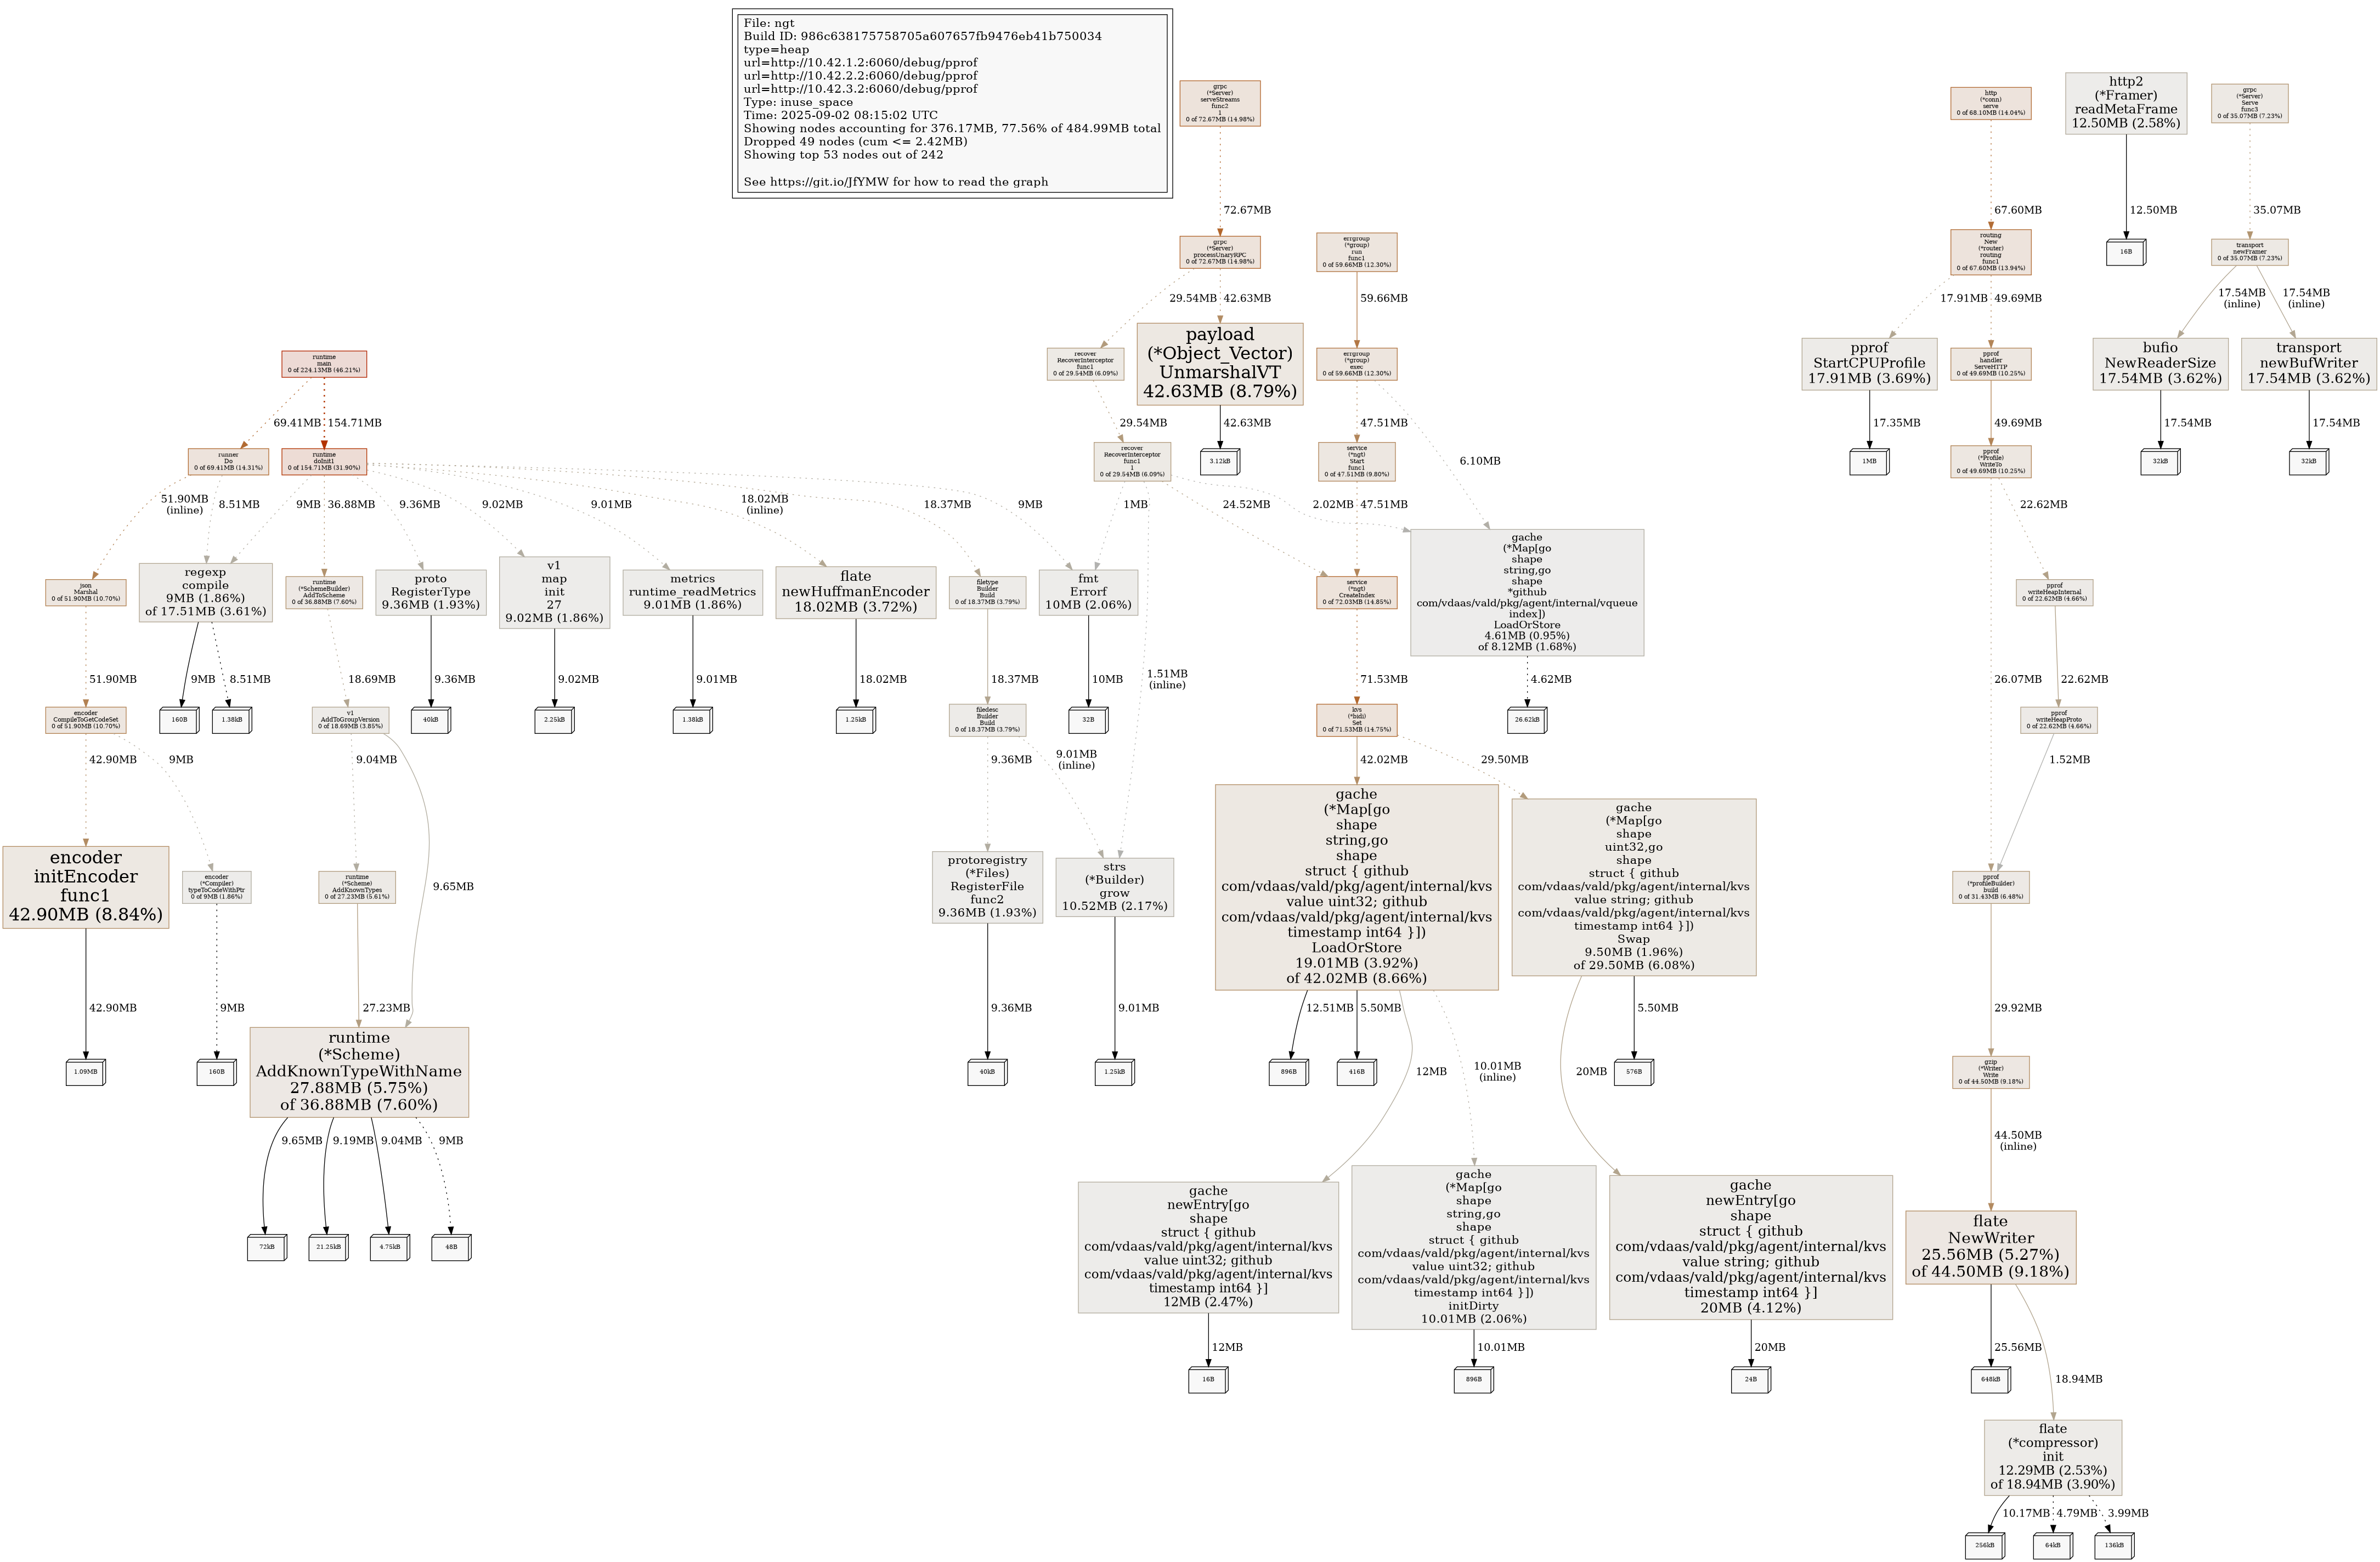 File: ngt
Build ID: 986c638175758705a607657fb9476eb41b750034
type=heap
url=http://10.42.1.2:6060/debug/pprof
url=http://10.42.2.2:6060/debug/pprof
url=http://10.42.3.2:6060/debug/pprof
Type: inuse_space
Time: 2025-09-02 08:15:02 UTC
Showing nodes accounting for 376.17MB, 77.56% of 484.99MB total
Dropped 49 nodes (cum <= 2.42MB)
Showing top 53 nodes out of 242
See https://git.io/JfYMW for how to read the graph
grpc
(*Server)
serveStreams
func2
1
0 of 72.67MB (14.98%)
http
(*conn)
serve
0 of 68.10MB (14.04%)
http2
(*Framer)
readMetaFrame
12.50MB (2.58%)
grpc
(*Server)
Serve
func3
0 of 35.07MB (7.23%)
72.67MB
67.60MB
12.50MB
35.07MB
grpc
(*Server)
processUnaryRPC
0 of 72.67MB (14.98%)
errgroup
(*group)
run
func1
0 of 59.66MB (12.30%)
routing
New
(*router)
routing
func1
0 of 67.60MB (13.94%)
16B
transport
newFramer
0 of 35.07MB (7.23%)
29.54MB
42.63MB
59.66MB
17.91MB
49.69MB
17.54MB
(inline)
17.54MB
(inline)
runtime
main
0 of 224.13MB (46.21%)
recover
RecoverInterceptor
func1
0 of 29.54MB (6.09%)
payload
(*Object_Vector)
UnmarshalVT
42.63MB (8.79%)
errgroup
(*group)
exec
0 of 59.66MB (12.30%)
pprof
StartCPUProfile
17.91MB (3.69%)
pprof
handler
ServeHTTP
0 of 49.69MB (10.25%)
bufio
NewReaderSize
17.54MB (3.62%)
transport
newBufWriter
17.54MB (3.62%)
69.41MB
154.71MB
29.54MB
42.63MB
47.51MB
6.10MB
17.35MB
49.69MB
17.54MB
17.54MB
runner
Do
0 of 69.41MB (14.31%)
runtime
doInit1
0 of 154.71MB (31.90%)
recover
RecoverInterceptor
func1
1
0 of 29.54MB (6.09%)
3.12kB
service
(*ngt)
Start
func1
0 of 47.51MB (9.80%)
1MB
pprof
(*Profile)
WriteTo
0 of 49.69MB (10.25%)
32kB
32kB
51.90MB
(inline)
8.51MB
9MB
36.88MB
9.36MB
9.02MB
9.01MB
18.02MB
(inline)
18.37MB
9MB
1MB
24.52MB
2.02MB
47.51MB
26.07MB
22.62MB
json
Marshal
0 of 51.90MB (10.70%)
regexp
compile
9MB (1.86%)
of 17.51MB (3.61%)
runtime
(*SchemeBuilder)
AddToScheme
0 of 36.88MB (7.60%)
proto
RegisterType
9.36MB (1.93%)
v1
map
init
27
9.02MB (1.86%)
metrics
runtime_readMetrics
9.01MB (1.86%)
flate
newHuffmanEncoder
18.02MB (3.72%)
filetype
Builder
Build
0 of 18.37MB (3.79%)
fmt
Errorf
10MB (2.06%)
service
(*ngt)
CreateIndex
0 of 72.03MB (14.85%)
gache
(*Map[go
shape
string,go
shape
*github
com/vdaas/vald/pkg/agent/internal/vqueue
index])
LoadOrStore
4.61MB (0.95%)
of 8.12MB (1.68%)
pprof
writeHeapInternal
0 of 22.62MB (4.66%)
51.90MB
9MB
8.51MB
18.69MB
9.36MB
9.02MB
9.01MB
18.02MB
18.37MB
10MB
1.51MB
(inline)
71.53MB
4.62MB
22.62MB
encoder
CompileToGetCodeSet
0 of 51.90MB (10.70%)
160B
1.38kB
v1
AddToGroupVersion
0 of 18.69MB (3.85%)
40kB
2.25kB
1.38kB
1.25kB
filedesc
Builder
Build
0 of 18.37MB (3.79%)
32B
kvs
(*bidi)
Set
0 of 71.53MB (14.75%)
26.62kB
pprof
writeHeapProto
0 of 22.62MB (4.66%)
42.90MB
9MB
9.04MB
9.65MB
9.36MB
9.01MB
(inline)
42.02MB
29.50MB
1.52MB
encoder
initEncoder
func1
42.90MB (8.84%)
encoder
(*Compiler)
typeToCodeWithPtr
0 of 9MB (1.86%)
runtime
(*Scheme)
AddKnownTypes
0 of 27.23MB (5.61%)
protoregistry
(*Files)
RegisterFile
func2
9.36MB (1.93%)
strs
(*Builder)
grow
10.52MB (2.17%)
gache
(*Map[go
shape
string,go
shape
struct { github
com/vdaas/vald/pkg/agent/internal/kvs
value uint32; github
com/vdaas/vald/pkg/agent/internal/kvs
timestamp int64 }])
LoadOrStore
19.01MB (3.92%)
of 42.02MB (8.66%)
gache
(*Map[go
shape
uint32,go
shape
struct { github
com/vdaas/vald/pkg/agent/internal/kvs
value string; github
com/vdaas/vald/pkg/agent/internal/kvs
timestamp int64 }])
Swap
9.50MB (1.96%)
of 29.50MB (6.08%)
pprof
(*profileBuilder)
build
0 of 31.43MB (6.48%)
42.90MB
9MB
27.23MB
9.36MB
9.01MB
12.51MB
5.50MB
12MB
10.01MB
(inline)
20MB
5.50MB
29.92MB
1.09MB
160B
runtime
(*Scheme)
AddKnownTypeWithName
27.88MB (5.75%)
of 36.88MB (7.60%)
40kB
1.25kB
896B
416B
576B
gzip
(*Writer)
Write
0 of 44.50MB (9.18%)
9.65MB
9.19MB
9.04MB
9MB
44.50MB
(inline)
72kB
21.25kB
4.75kB
48B
gache
newEntry[go
shape
struct { github
com/vdaas/vald/pkg/agent/internal/kvs
value uint32; github
com/vdaas/vald/pkg/agent/internal/kvs
timestamp int64 }]
12MB (2.47%)
gache
(*Map[go
shape
string,go
shape
struct { github
com/vdaas/vald/pkg/agent/internal/kvs
value uint32; github
com/vdaas/vald/pkg/agent/internal/kvs
timestamp int64 }])
initDirty
10.01MB (2.06%)
gache
newEntry[go
shape
struct { github
com/vdaas/vald/pkg/agent/internal/kvs
value string; github
com/vdaas/vald/pkg/agent/internal/kvs
timestamp int64 }]
20MB (4.12%)
flate
NewWriter
25.56MB (5.27%)
of 44.50MB (9.18%)
12MB
10.01MB
20MB
25.56MB
18.94MB
16B
896B
24B
648kB
flate
(*compressor)
init
12.29MB (2.53%)
of 18.94MB (3.90%)
10.17MB
4.79MB
3.99MB
256kB
64kB
136kB